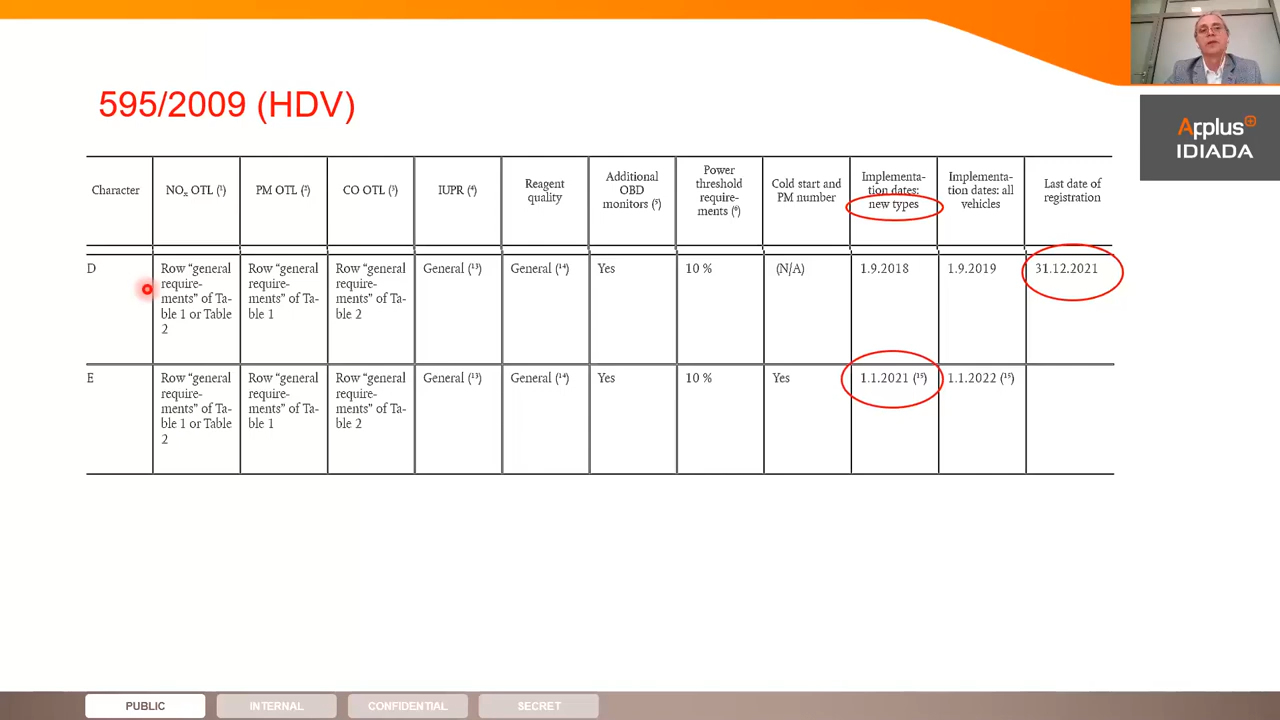 595/2009 (HDV)
Applus+
IDIADA
Character
NOx OTL (1)
PM OTL (2)
CO OTL (3)
IUPR (4)
Reagent
quality
Additional
OBD
monitors (5)
Power
threshold
require-
ments (6)
Cold start and
PM number
Implementa-
tion dates:
new types
Implementa-
tion dates: all
vehicles
Last date of
registration
D
Row “general
require-
ments” of Ta-
ble 1 or Table
2
Row “general
require-
ments” of Ta-
ble 1
Row “general
require-
ments” of Ta-
ble 2
General (13)
General (14)
Yes
10 %
(N/A)
1.9.2018
1.9.2019
31.12.2021
E
Row “general
require-
ments” of Ta-
ble 1 or Table
2
Row “general
require-
ments” of Ta-
ble 1
Row “general
require-
ments” of Ta-
ble 2
General (13)
General (14)
Yes
10 %
Yes
1.1.2021 (15)
1.1.2022 (15)
PUBLIC
INTERNAL
CONFIDENTIAL
SECRET